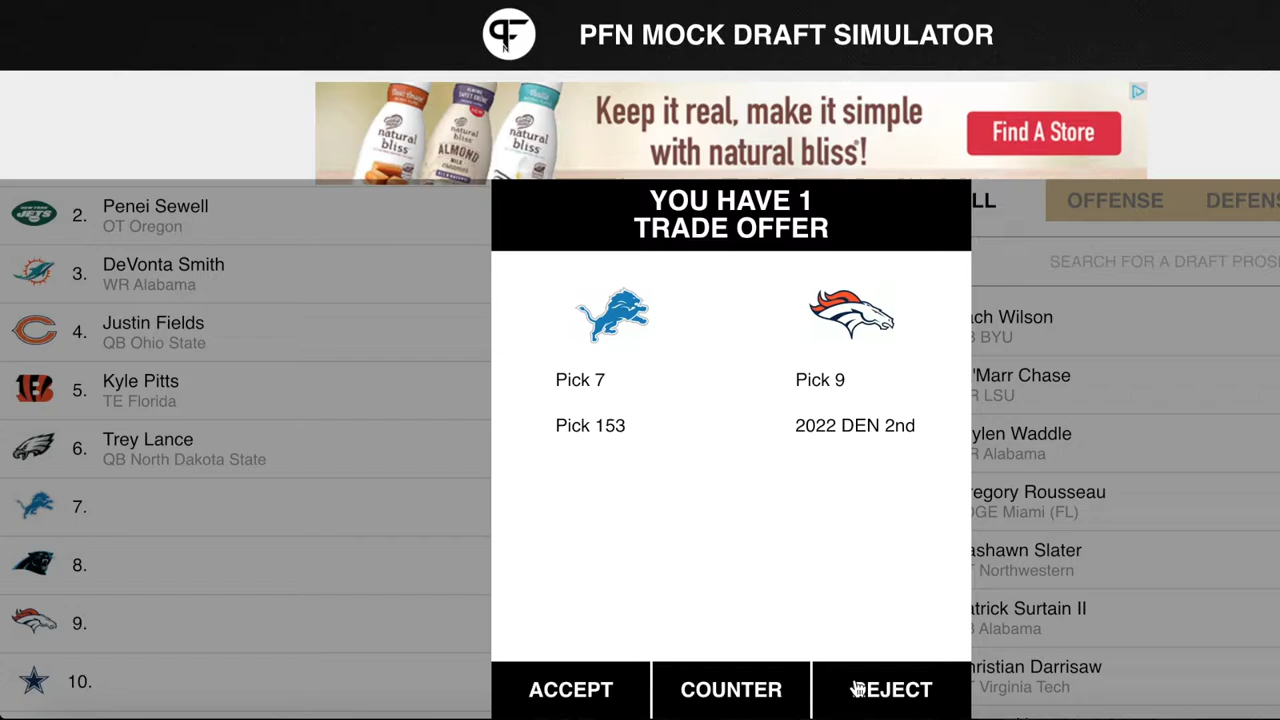 PFN MOCK DRAFT SIMULATOR
Keep it real, make it simple
with natural bliss!
Find A Store
natural bliss
ALMOND
natural bliss
natural bliss
2. Penei Sewell
OT Oregon
3. DeVonta Smith
WR Alabama
4. Justin Fields
QB Ohio State
5. Kyle Pitts
TE Florida
6. Trey Lance
QB North Dakota State
7.
8.
9.
10.
YOU HAVE 1
TRADE OFFER
Pick 7
Pick 9
Pick 153
2022 DEN 2nd
ACCEPT
COUNTER
REJECT
LL
OFFENSE
DEFENS
SEARCH FOR A DRAFT PROS
ach Wilson
BYU
'Marr Chase
R LSU
ylen Waddle
R Alabama
regory Rousseau
DGE Miami (FL)
ashawn Slater
T Northwestern
atrick Surtain II
B Alabama
hristian Darrisaw
T Virginia Tech